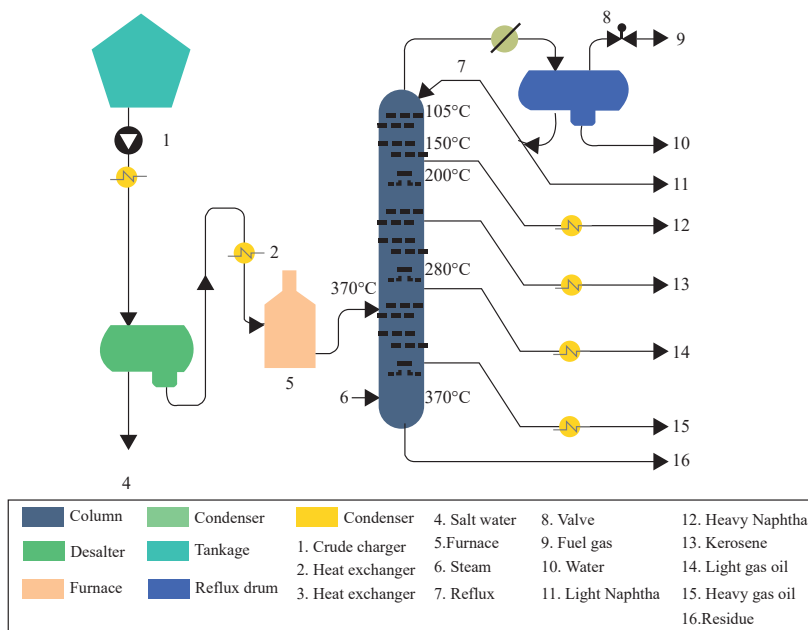 8
9
7
105°C
1
150°C
10
200°C
11
12
2
280°C
13
370°C
14
5
6
370°C
15
4
16
Column
Condenser
Condenser
4. Salt water
8. Valve
12. Heavy Naphtha
Desalter
Tankage
1. Crude charger
5.Furnace
9. Fuel gas
13. Kerosene
2. Heat exchanger
6. Steam
10. Water
14. Light gas oil
Furnace
Reflux drum
3. Heat exchanger
7. Reflux
11. Light Naphtha
15. Heavy gas oil
16.Residue